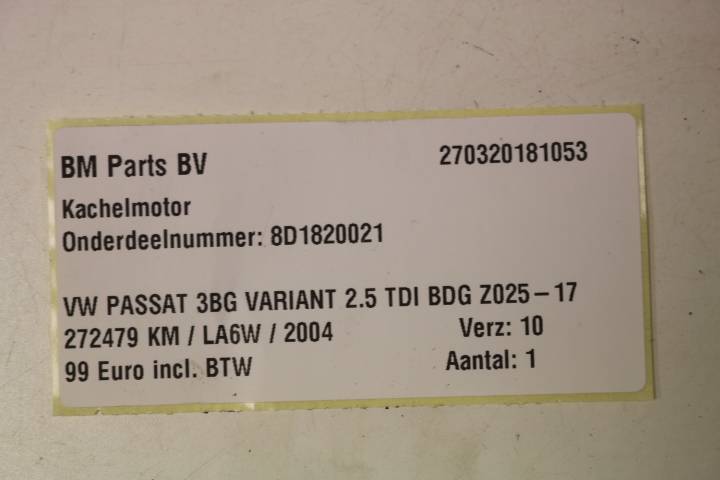 BM Parts BV 270320181053
Kachelmotor
Onderdeelnummer: 8D1820021
VW PASSAT 3BG VARIANT 2.5 TDI BDG Z025-17
272479 KM / LA6W / 2004 Verz: 10
99 Euro incl. BTW Aantal: 1